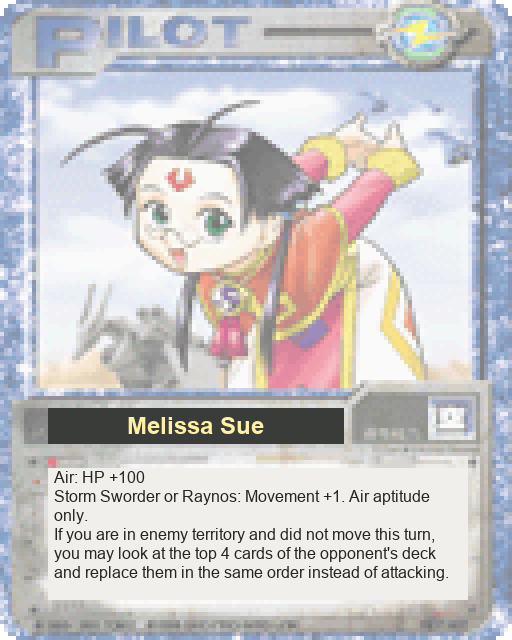 PILOT
Melissa Sue
Air: HP +100
Storm Sworder or Raynos: Movement +1. Air aptitude
only.
If you are in enemy territory and did not move this turn,
you may look at the top 4 cards of the opponent's deck
and replace them in the same order instead of attacking.